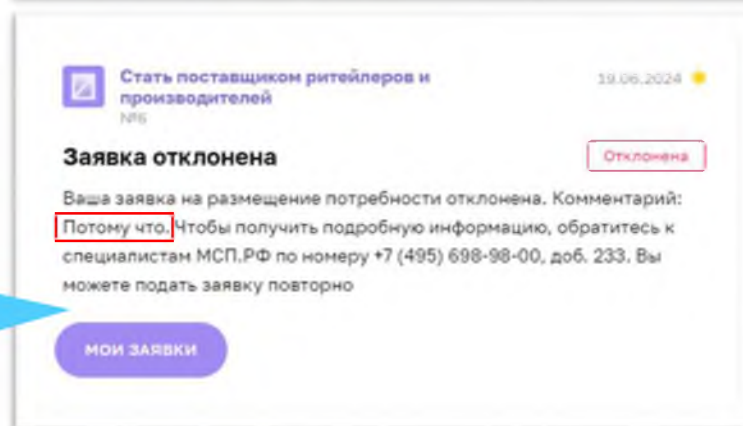 Стать поставщиком ритейлеров и
производителей
19.06.2024
№6
Заявка отклонена
Отклонена
Ваша заявка на размещение потребности отклонена. Комментарий:
Потому что. Чтобы получить подробную информацию, обратитесь к
специалистам МСП.РФ по номеру +7 (495) 698-98-00, доб. 233. Вы
можете подать заявку повторно
МОИ ЗАЯВКИ